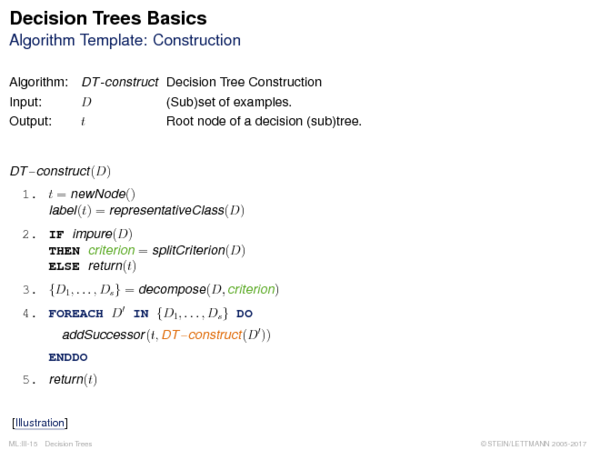 Decision Trees Basics
Algorithm Template: Construction
Algorithm: DT-construct Decision Tree Construction
Input: D (Sub)set of examples.
Output: t Root node of a decision (sub)tree.
DT–construct(D)
1. t = newNode()
label(t) = representativeClass(D)
2. IF impure(D)
THEN criterion = splitCriterion(D)
ELSE return(t)
3. {D₁, . . . , Dₛ} = decompose(D, criterion)
4. FOREACH D′ IN {D₁, . . . , Dₛ} DO
addSuccessor(t, DT–construct(D′))
ENDDO
5. return(t)
[Illustration]
ML:III-15 Decision Trees © STEIN/LETTMANN 2005-2017